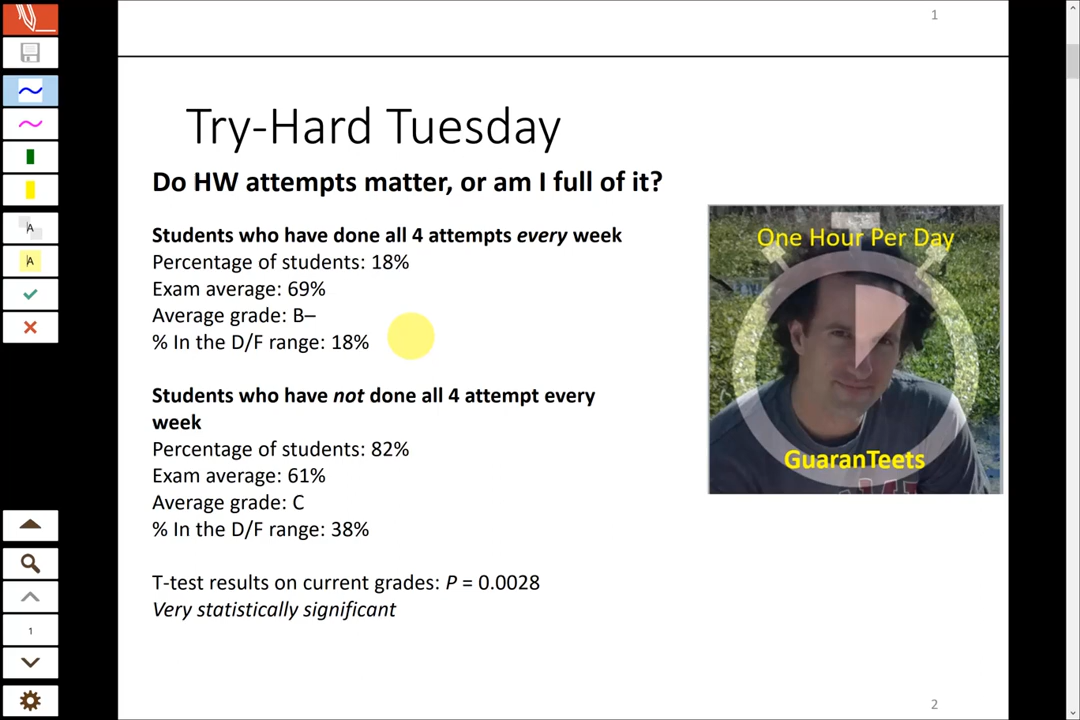 1
Try-Hard Tuesday
Do HW attempts matter, or am I full of it?
Students who have done all 4 attempts every week
Percentage of students: 18%
Exam average: 69%
Average grade: B–
% In the D/F range: 18%
Students who have not done all 4 attempt every
week
Percentage of students: 82%
Exam average: 61%
Average grade: C
% In the D/F range: 38%
T-test results on current grades: P = 0.0028
Very statistically significant
One Hour Per Day
GuaranTeets
A
A
1
2